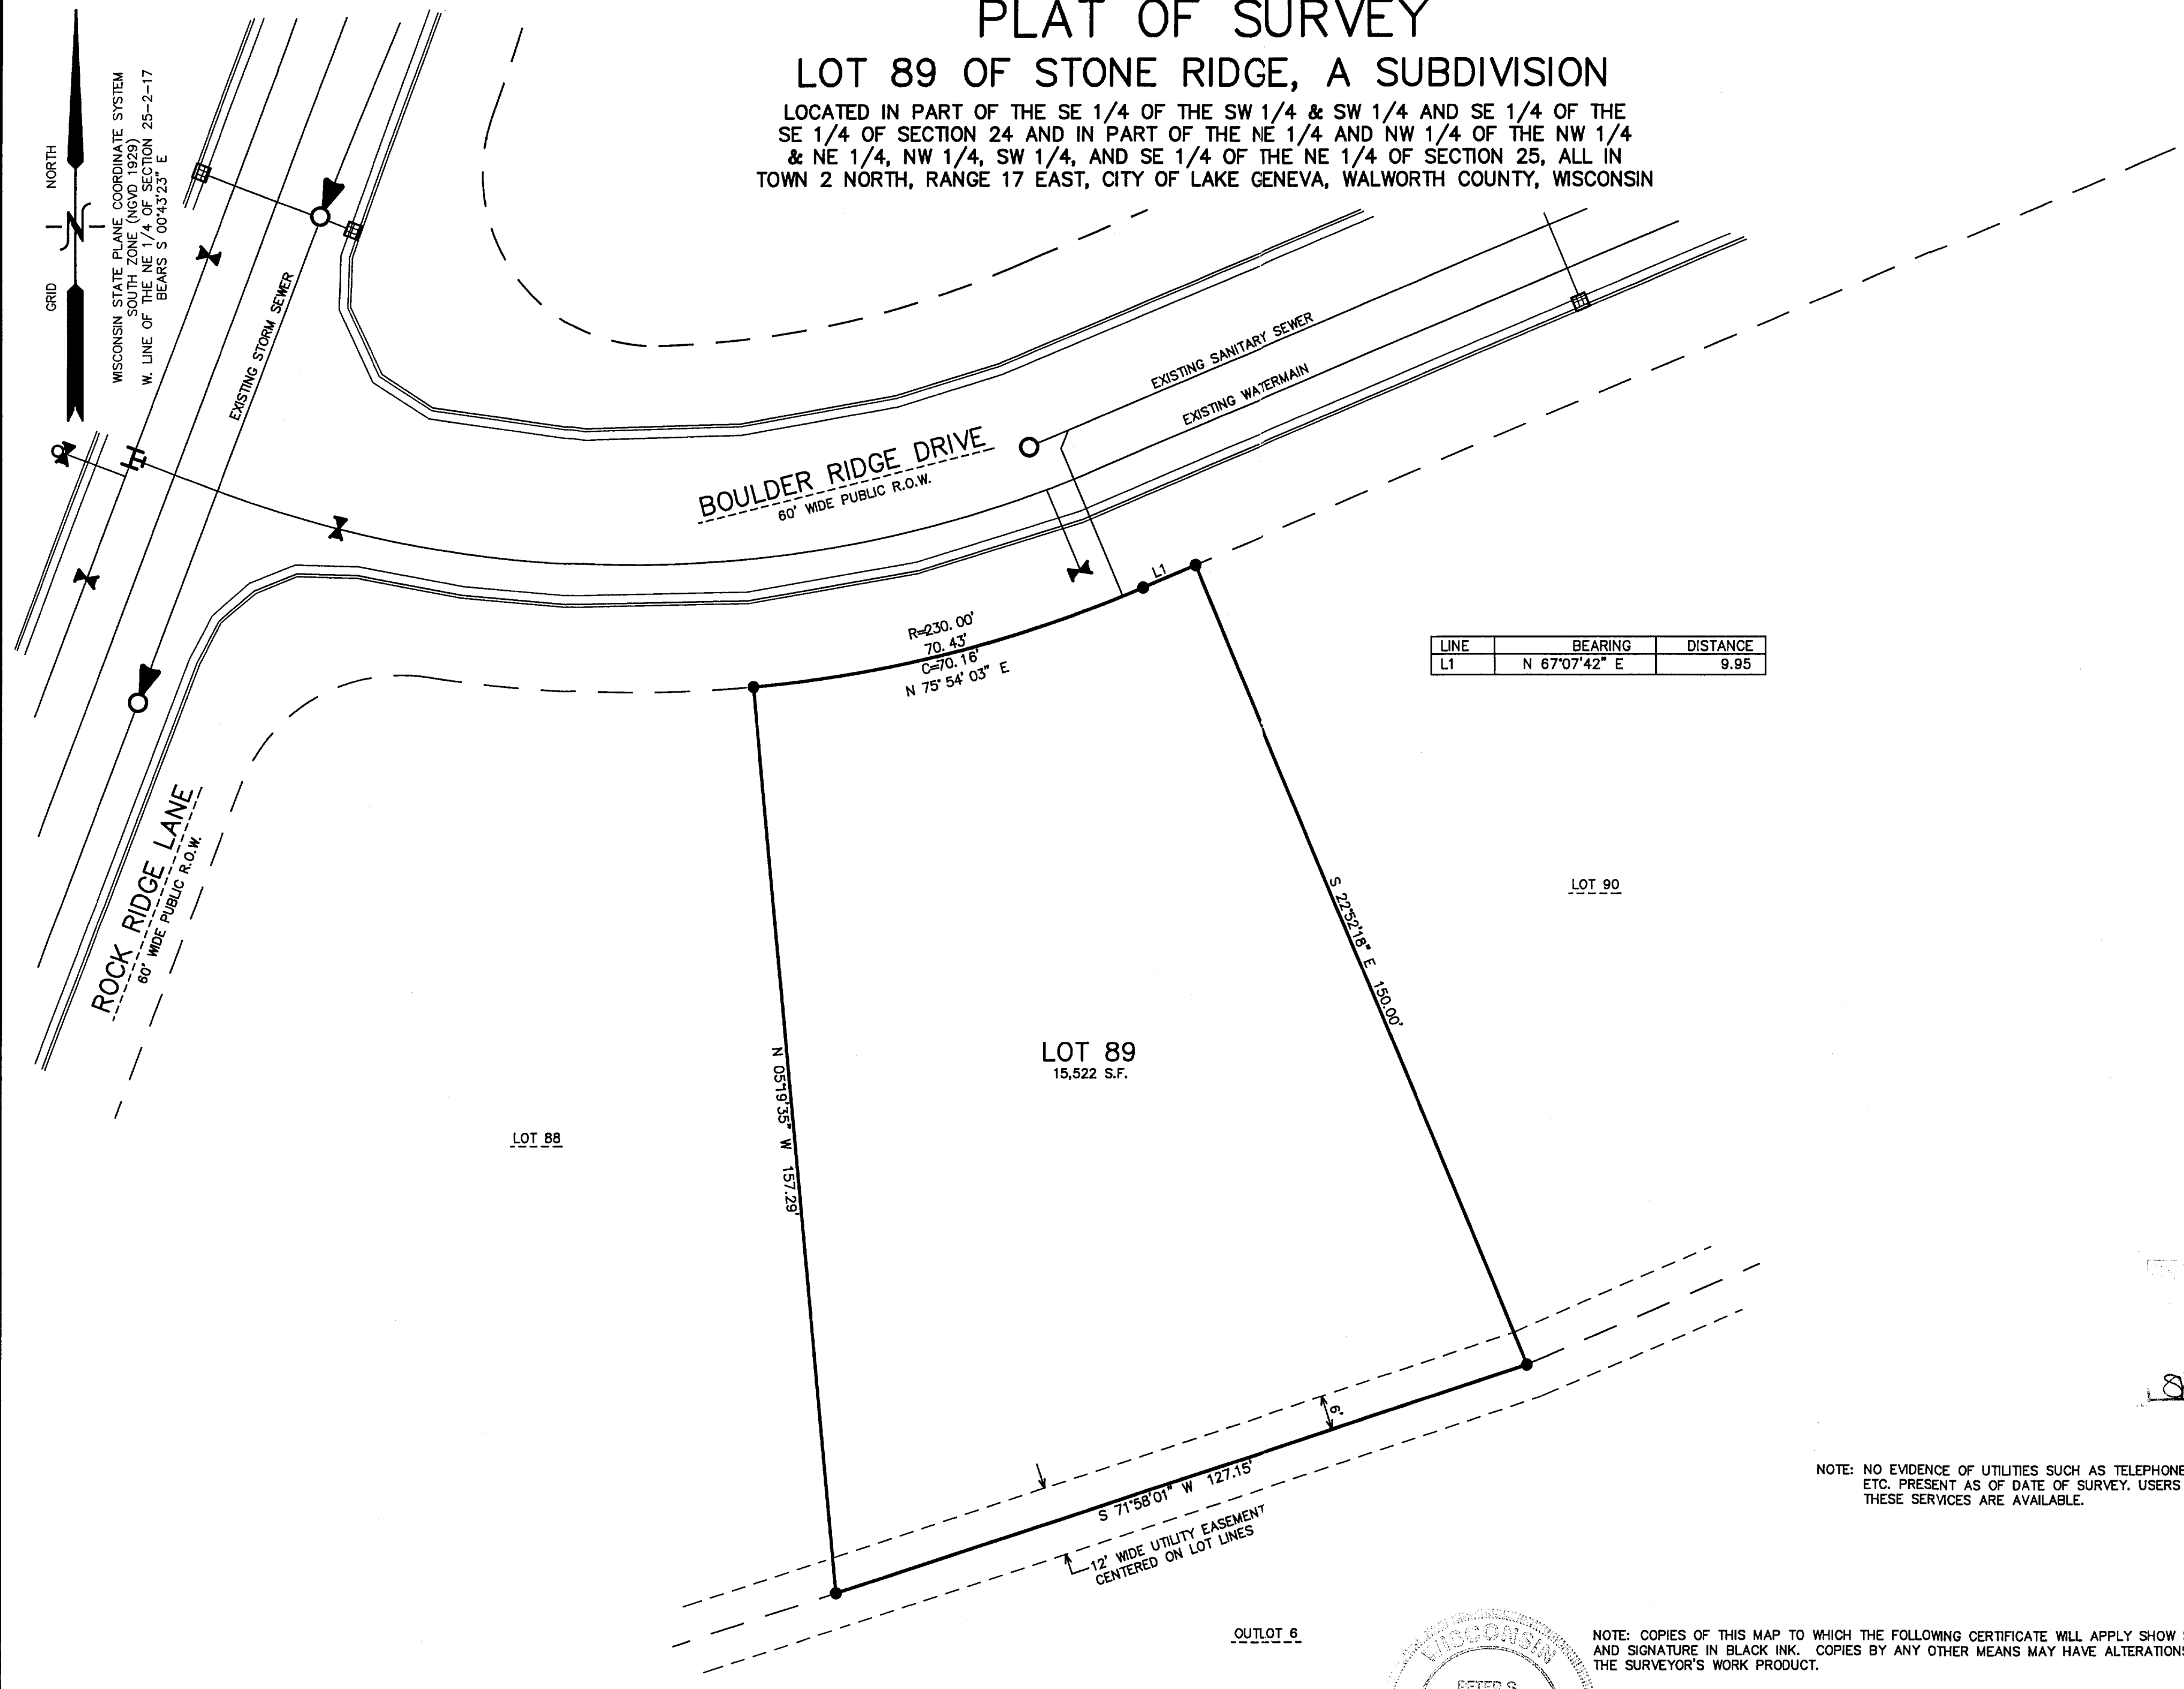 PLAT OF SURVEY
LOT 89 OF STONE RIDGE, A SUBDIVISION
LOCATED IN PART OF THE SE 1/4 OF THE SW 1/4 & SW 1/4 AND SE 1/4 OF THE
SE 1/4 OF SECTION 24 AND IN PART OF THE NE 1/4 AND NW 1/4 OF THE NW 1/4
& NE 1/4, NW 1/4, SW 1/4, AND SE 1/4 OF THE NE 1/4 OF SECTION 25, ALL IN
TOWN 2 NORTH, RANGE 17 EAST, CITY OF LAKE GENEVA, WALWORTH COUNTY, WISCONSIN
GRID NORTH
N
WISCONSIN STATE PLANE COORDINATE SYSTEM
SOUTH ZONE (NGVD 1929)
W. LINE OF THE NE 1/4 OF SECTION 25-2-17
BEARS S 00°43'23" E
EXISTING STORM SEWER
EXISTING SANITARY SEWER
EXISTING WATERMAIN
BOULDER RIDGE DRIVE
60' WIDE PUBLIC R.O.W.
L1
R=230.00'
70.43'
C=70.16'
N 75°54'03" E
LINE BEARING DISTANCE
L1 N 67°07'42" E 9.95
ROCK RIDGE LANE
60' WIDE PUBLIC R.O.W.
S 22°52'18" E 150.00'
LOT 90
LOT 89
15,522 S.F.
N 05°19'35" W 157.29'
LOT 88
6'
S 71°58'01" W 127.15'
12' WIDE UTILITY EASEMENT
CENTERED ON LOT LINES
OUTLOT 6
NOTE: NO EVIDENCE OF UTILITIES SUCH AS TELEPHONE
ETC. PRESENT AS OF DATE OF SURVEY. USERS
THESE SERVICES ARE AVAILABLE.
NOTE: COPIES OF THIS MAP TO WHICH THE FOLLOWING CERTIFICATE WILL APPLY SHOW
AND SIGNATURE IN BLACK INK. COPIES BY ANY OTHER MEANS MAY HAVE ALTERATIONS
THE SURVEYOR'S WORK PRODUCT.
WISCONSIN
PETER S.